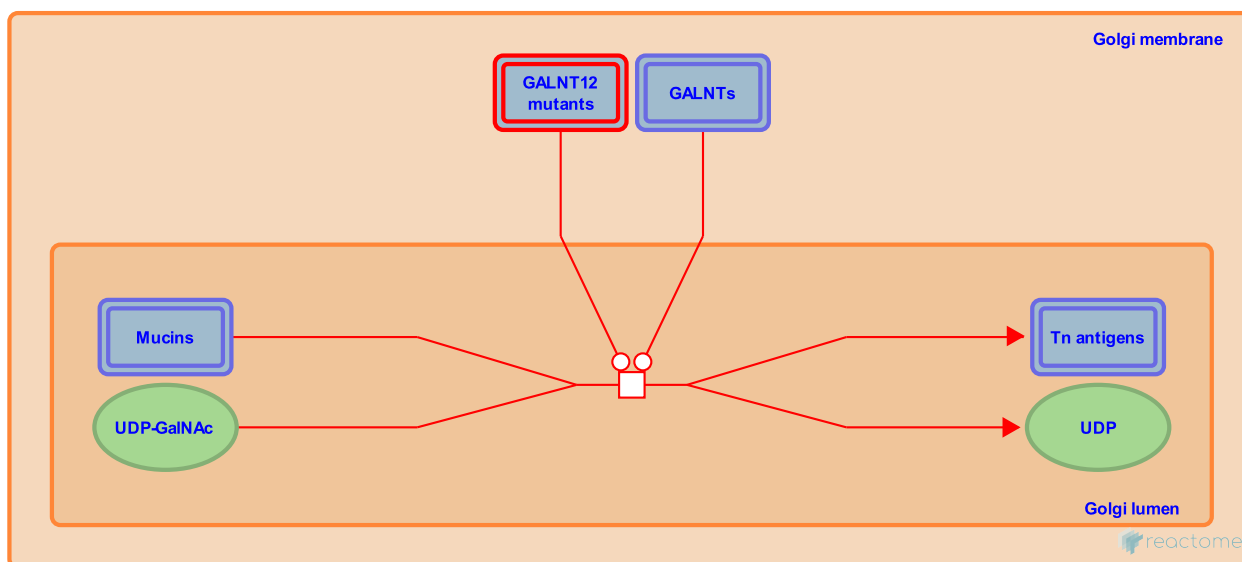 Golgi membrane
GALNT12
mutants
GALNTs
Mucins
Tn antigens
UDP-GalNAc
UDP
Golgi lumen
reactome